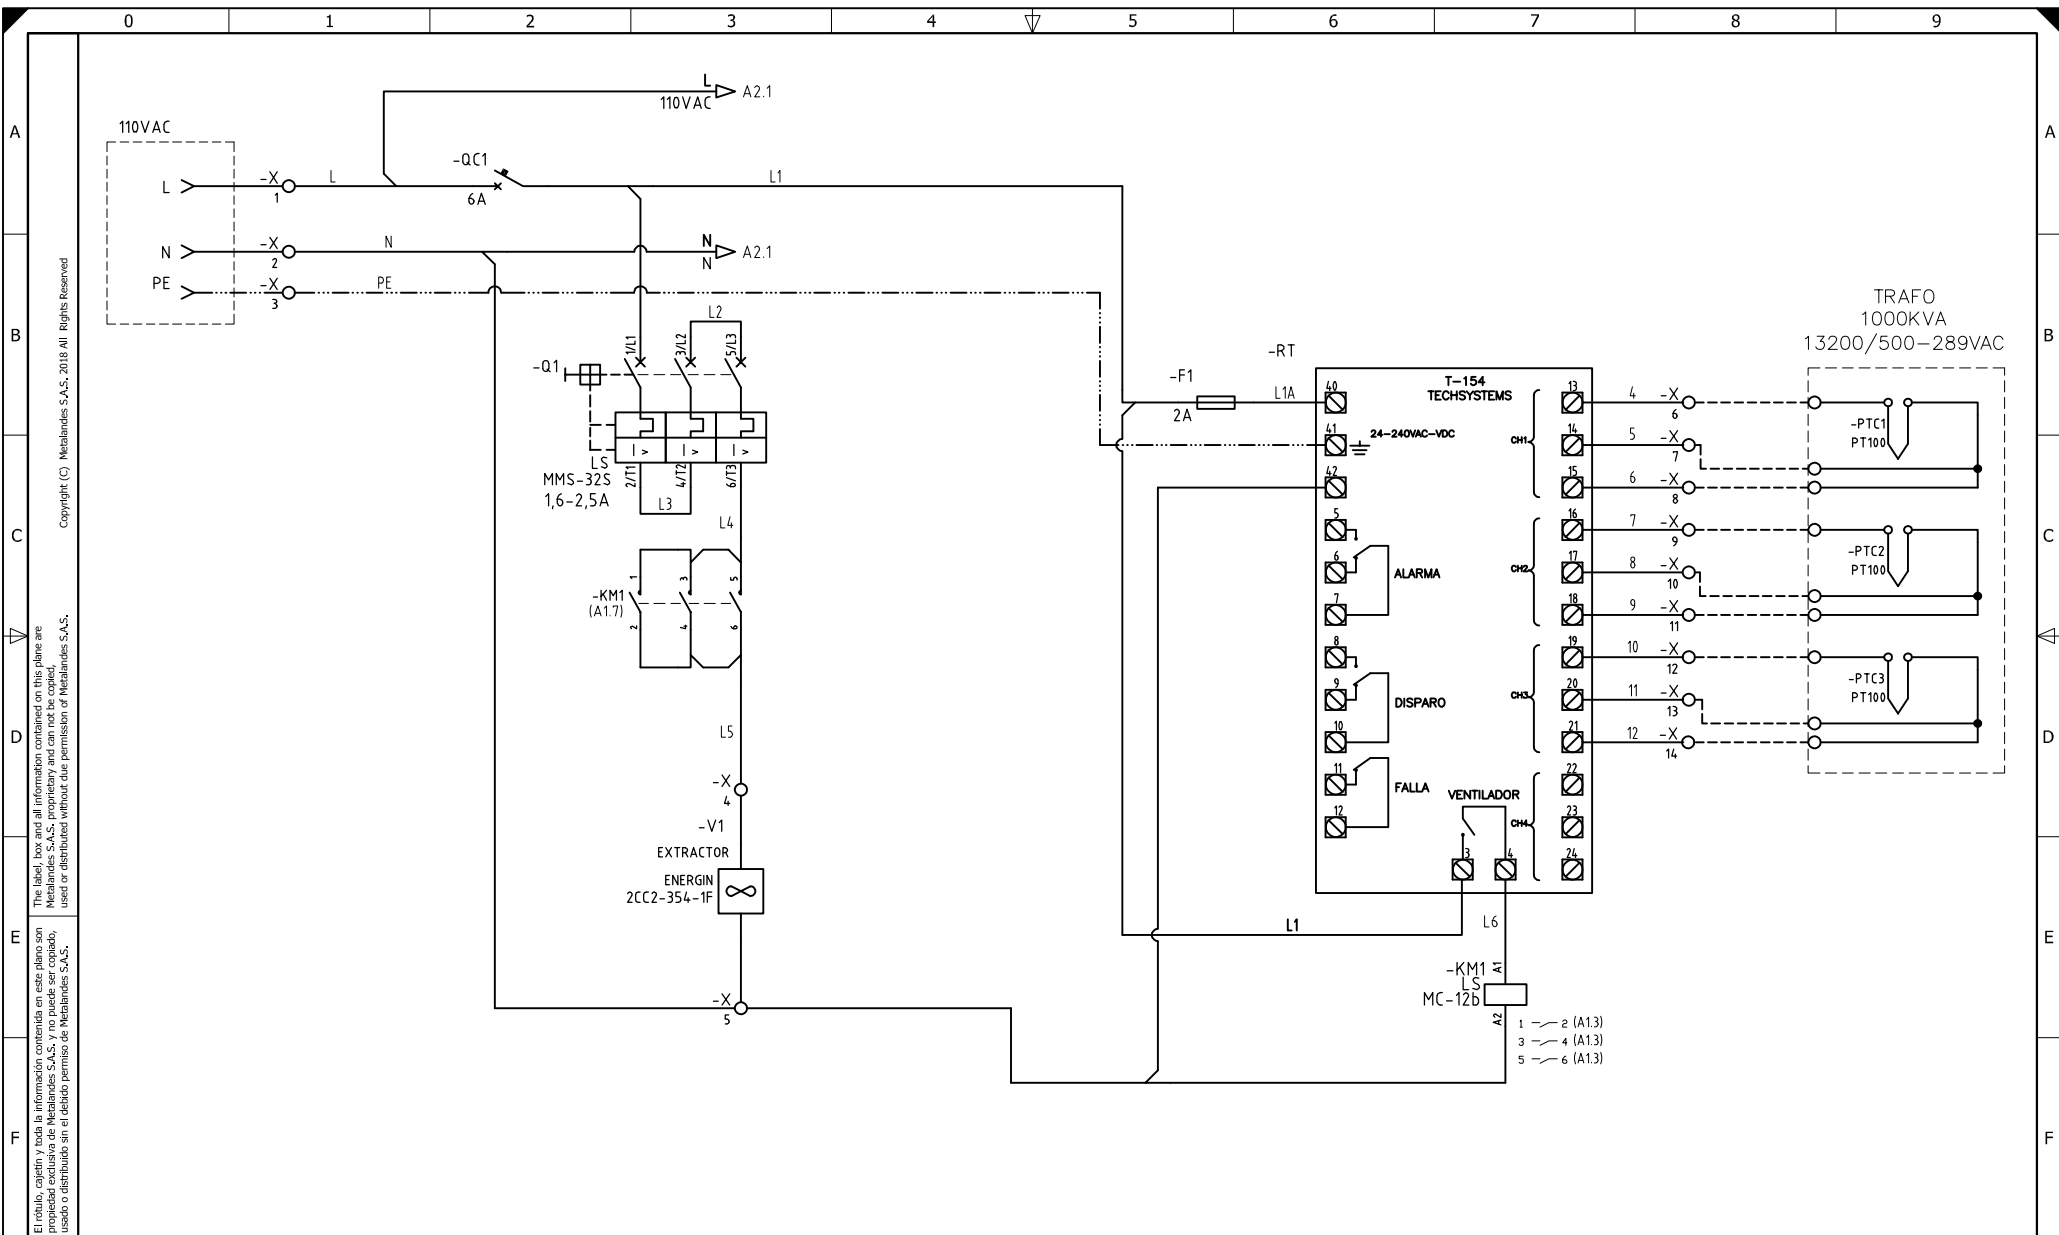 0 1 2 3 4 5 6 7 8 9
A
B
C
D
E
F
A
B
C
D
E
F
Copyright (C) Metalandes S.A.S. 2018 All Rights Reserved
The label, box and all information contained on this plane are
Metalandes S.A.S. proprietary and can not be copied,
used or distributed without due permission of Metalandes S.A.S.
El rótulo, cajetín y toda la información contenida en este plano son
propiedad exclusiva de Metalandes S.A.S. y no puede ser copiado,
usado o distribuido sin el debido permiso de Metalandes S.A.S.
110VAC
L
N
PE
-X
1
-X
2
-X
3
L
N
PE
L
110VAC
A2.1
-QC1
6A
L1
N
N
A2.1
L2
1/L1
3/L2
5/L3
-Q1
LS
MMS-32S
1,6-2,5A
I >
I >
I >
2/T1
4/T2
6/T3
L3
L4
-KM1
(A1.7)
1
3
5
2
4
6
L5
-X
4
-V1
EXTRACTOR
ENERGIN
2CC2-354-1F
-X
5
-F1
2A
L1A
-RT
T-154
TECHSYSTEMS
24-240VAC-VDC
40
41
42
5
6
7
ALARMA
8
9
10
DISPARO
11
12
FALLA
VENTILADOR
3
4
13
14
15
CH1
16
17
18
CH2
19
20
21
CH3
22
23
24
CH4
L1
L6
-KM1
LS
MC-12b
A1
A2
1 2 (A1.3)
3 4 (A1.3)
5 6 (A1.3)
4 -X
6
5 -X
7
6 -X
8
7 -X
9
8 -X
10
9 -X
11
10 -X
12
11 -X
13
12 -X
14
TRAFO
1000KVA
13200/500-289VAC
-PTC1
PT100
-PTC2
PT100
-PTC3
PT100